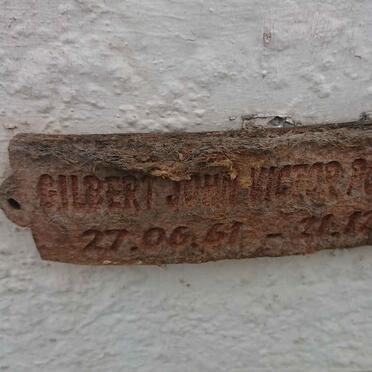 GILBERT JOHN VICTOR
27.06.61 -